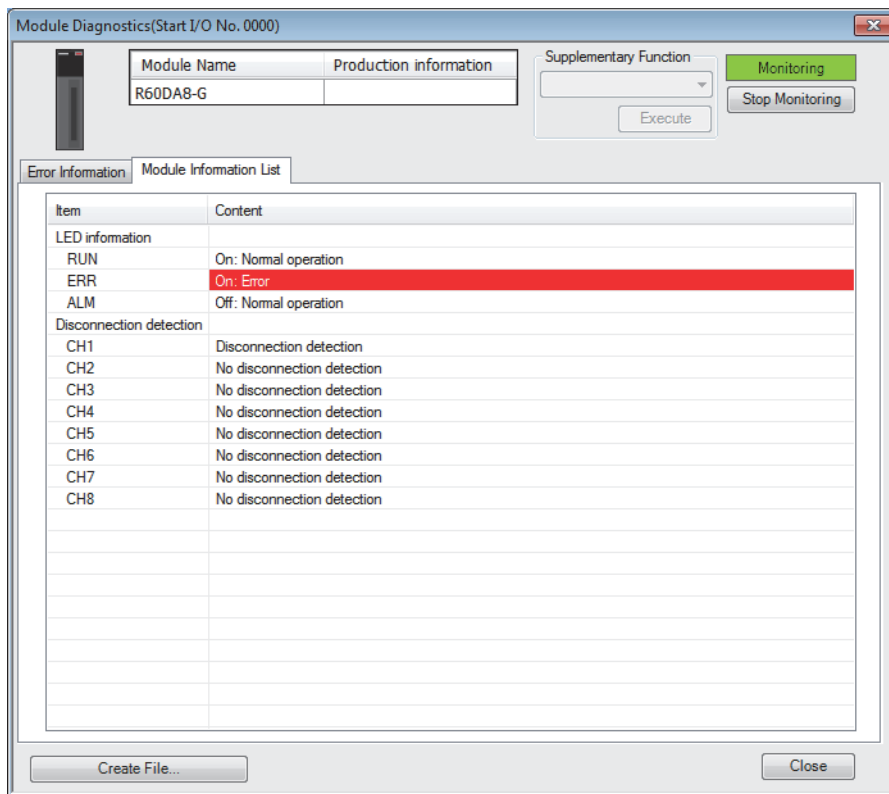 Module Diagnostics(Start I/O No. 0000)
Module Name Production information
R60DA8-G
Supplementary Function
Execute
Monitoring
Stop Monitoring
Error Information Module Information List
Item Content
LED information
RUN On: Normal operation
ERR On: Error
ALM Off: Normal operation
Disconnection detection
CH1 Disconnection detection
CH2 No disconnection detection
CH3 No disconnection detection
CH4 No disconnection detection
CH5 No disconnection detection
CH6 No disconnection detection
CH7 No disconnection detection
CH8 No disconnection detection
Create File... Close